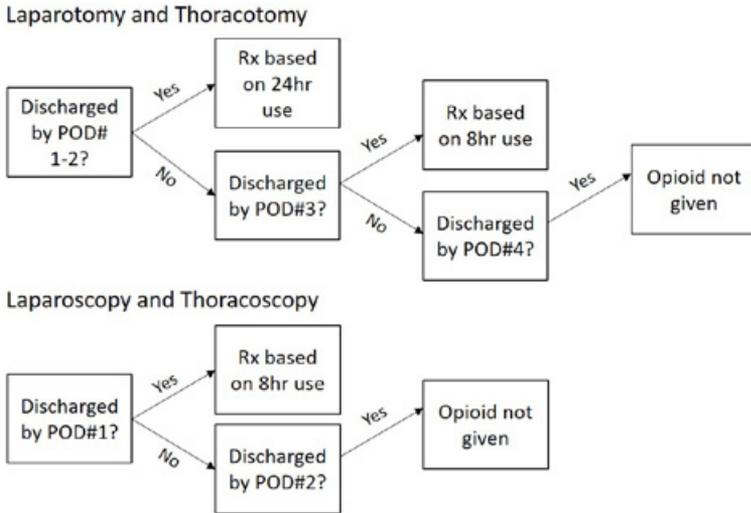 Laparotomy and Thoracotomy
Discharged
by POD#
1-2?
Yes
Rx based
on 24hr
use
No
Discharged
by POD#3?
Yes
Rx based
on 8hr use
No
Discharged
by POD#4?
Yes
Opioid not
given
Laparoscopy and Thoracoscopy
Discharged
by POD#1?
Yes
Rx based
on 8hr use
No
Discharged
by POD#2?
Yes
Opioid not
given